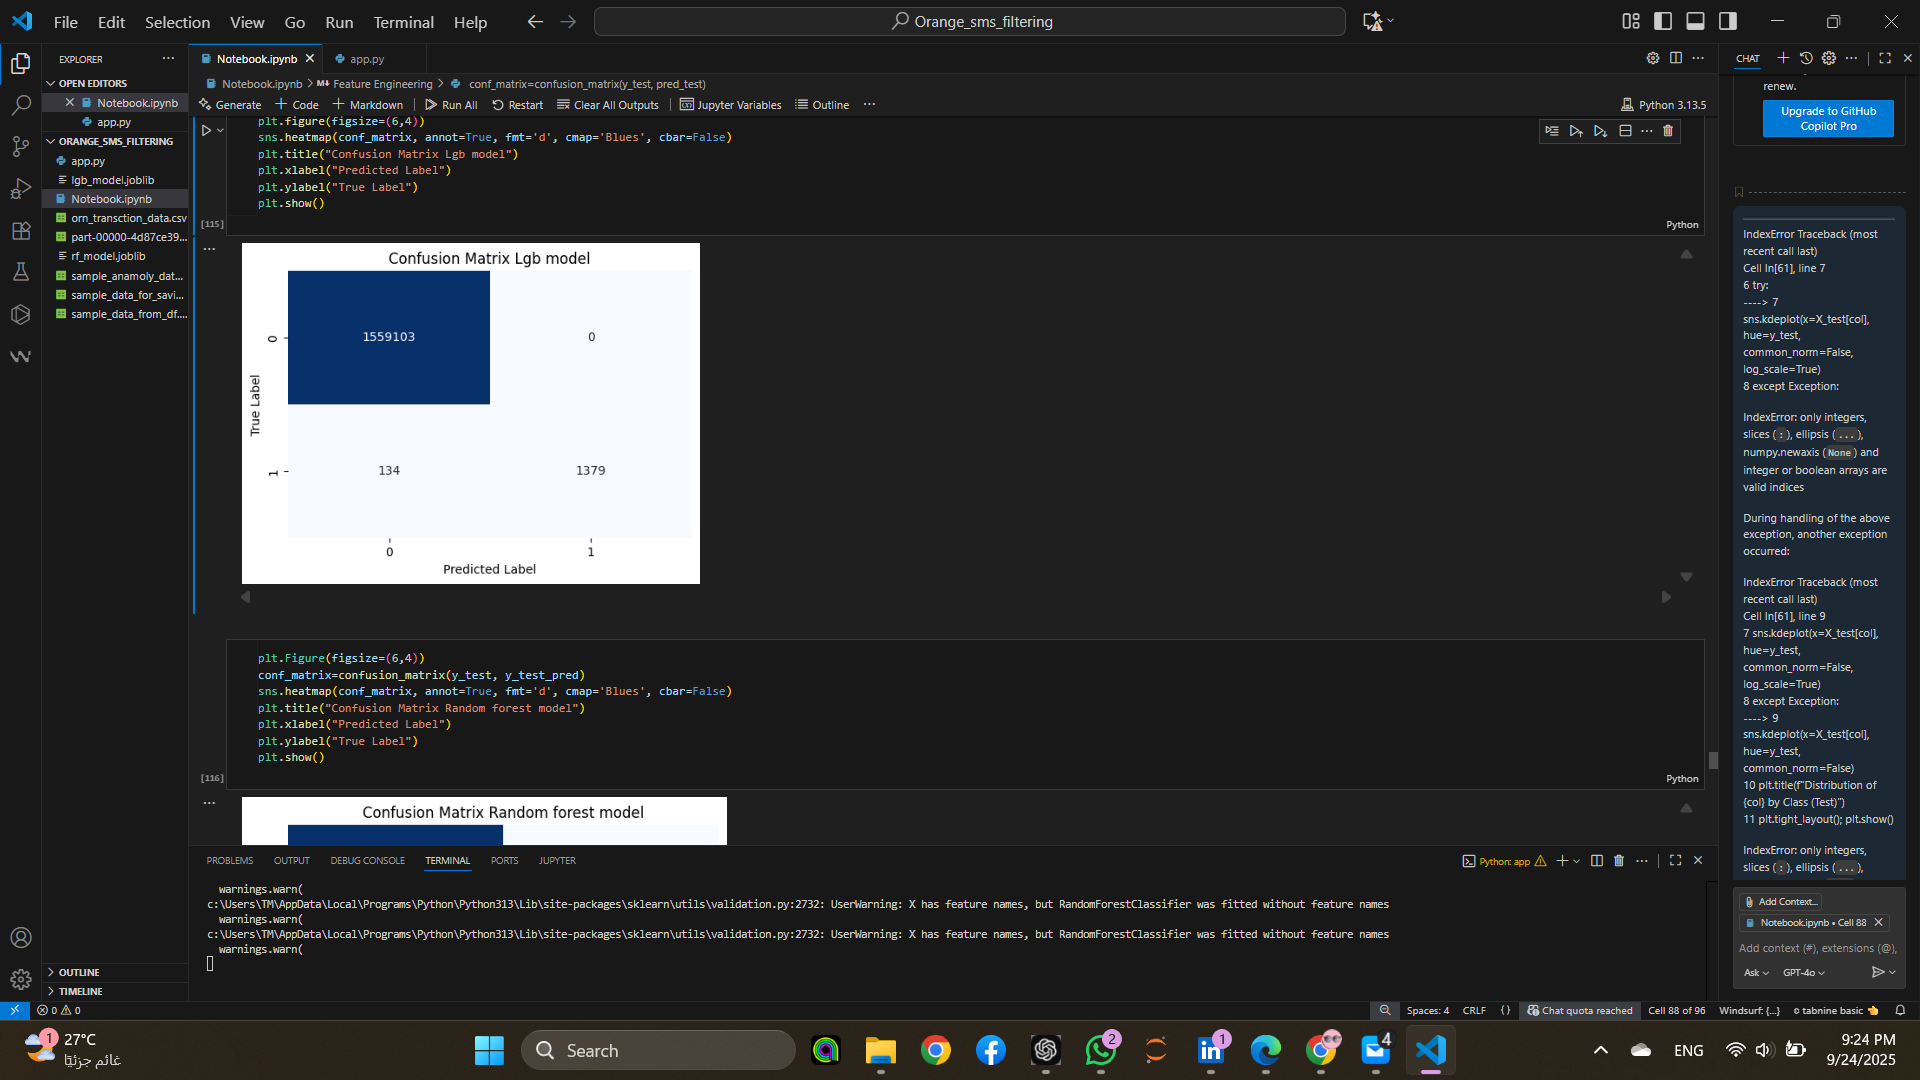 File Edit Selection View Go Run Terminal Help
Orange_sms_filtering
EXPLORER
OPEN EDITORS
Notebook.ipynb
app.py
ORANGE_SMS_FILTERING
app.py
lgb_model.joblib
Notebook.ipynb
orn_transction_data.csv
part-00000-4d87ce39...
rf_model.joblib
sample_anamoly_dat...
sample_data_for_savi...
sample_data_from_df....
OUTLINE
TIMELINE
Notebook.ipynb app.py
Notebook.ipynb > M↓ Feature Engineering > conf_matrix=confusion_matrix(y_test, pred_test)
Generate + Code + Markdown Run All Restart Clear All Outputs Jupyter Variables Outline ... Python 3.13.5
plt.figure(figsize=(6,4))
sns.heatmap(conf_matrix, annot=True, fmt='d', cmap='Blues', cbar=False)
plt.title("Confusion Matrix Lgb model")
plt.xlabel("Predicted Label")
plt.ylabel("True Label")
plt.show()
[115] Python
Confusion Matrix Lgb model
True Label
0
1559103 0
1
134 1379
0 1
Predicted Label
plt.Figure(figsize=(6,4))
conf_matrix=confusion_matrix(y_test, y_test_pred)
sns.heatmap(conf_matrix, annot=True, fmt='d', cmap='Blues', cbar=False)
plt.title("Confusion Matrix Random forest model")
plt.xlabel("Predicted Label")
plt.ylabel("True Label")
plt.show()
[116] Python
Confusion Matrix Random forest model
PROBLEMS OUTPUT DEBUG CONSOLE TERMINAL PORTS JUPYTER Python: app
warnings.warn(
c:\Users\TM\AppData\Local\Programs\Python\Python313\Lib\site-packages\sklearn\utils\validation.py:2732: UserWarning: X has feature names, but RandomForestClassifier was fitted without feature names
warnings.warn(
c:\Users\TM\AppData\Local\Programs\Python\Python313\Lib\site-packages\sklearn\utils\validation.py:2732: UserWarning: X has feature names, but RandomForestClassifier was fitted without feature names
warnings.warn(
CHAT
renew.
Upgrade to GitHub
Copilot Pro
IndexError Traceback (most
recent call last)
Cell In[61], line 7
6 try:
----> 7
sns.kdeplot(x=X_test[col],
hue=y_test,
common_norm=False,
log_scale=True)
8 except Exception:
IndexError: only integers,
slices (:), ellipsis (...),
numpy.newaxis (None) and
integer or boolean arrays are
valid indices
During handling of the above
exception, another exception
occurred:
IndexError Traceback (most
recent call last)
Cell In[61], line 9
7 sns.kdeplot(x=X_test[col],
hue=y_test,
common_norm=False,
log_scale=True)
8 except Exception:
----> 9
sns.kdeplot(x=X_test[col],
hue=y_test,
common_norm=False)
10 plt.title(f"Distribution of
{col} by Class (Test)")
11 plt.tight_layout(); plt.show()
IndexError: only integers,
slices (:), ellipsis (...),
Add Context...
Notebook.ipynb • Cell 88
Add context (#), extensions (@),
Ask GPT-4o
0 0 Spaces: 4 CRLF {} Chat quota reached Cell 88 of 96 Windsurf: {...} tabnine basic
1 27°C
غائم جزئيًا
Search
2 1 4
ENG
9:24 PM
9/24/2025